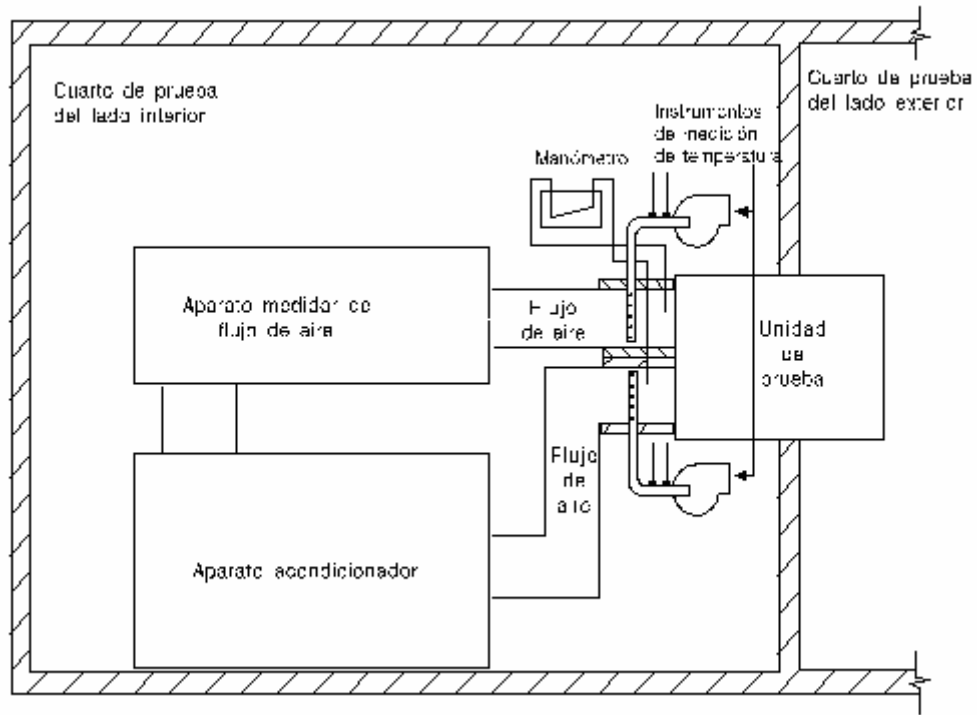 Cuarto de prueba
del lado interior
Cuarto de prueba
del lado exterior
Instrumentos
de medición
de temperatura
Manómetro
Aparato medidar de
flujo de aire
Flujo
de aire
Unidad
de
prueba
Flujo
de
aire
Aparato acondicionador